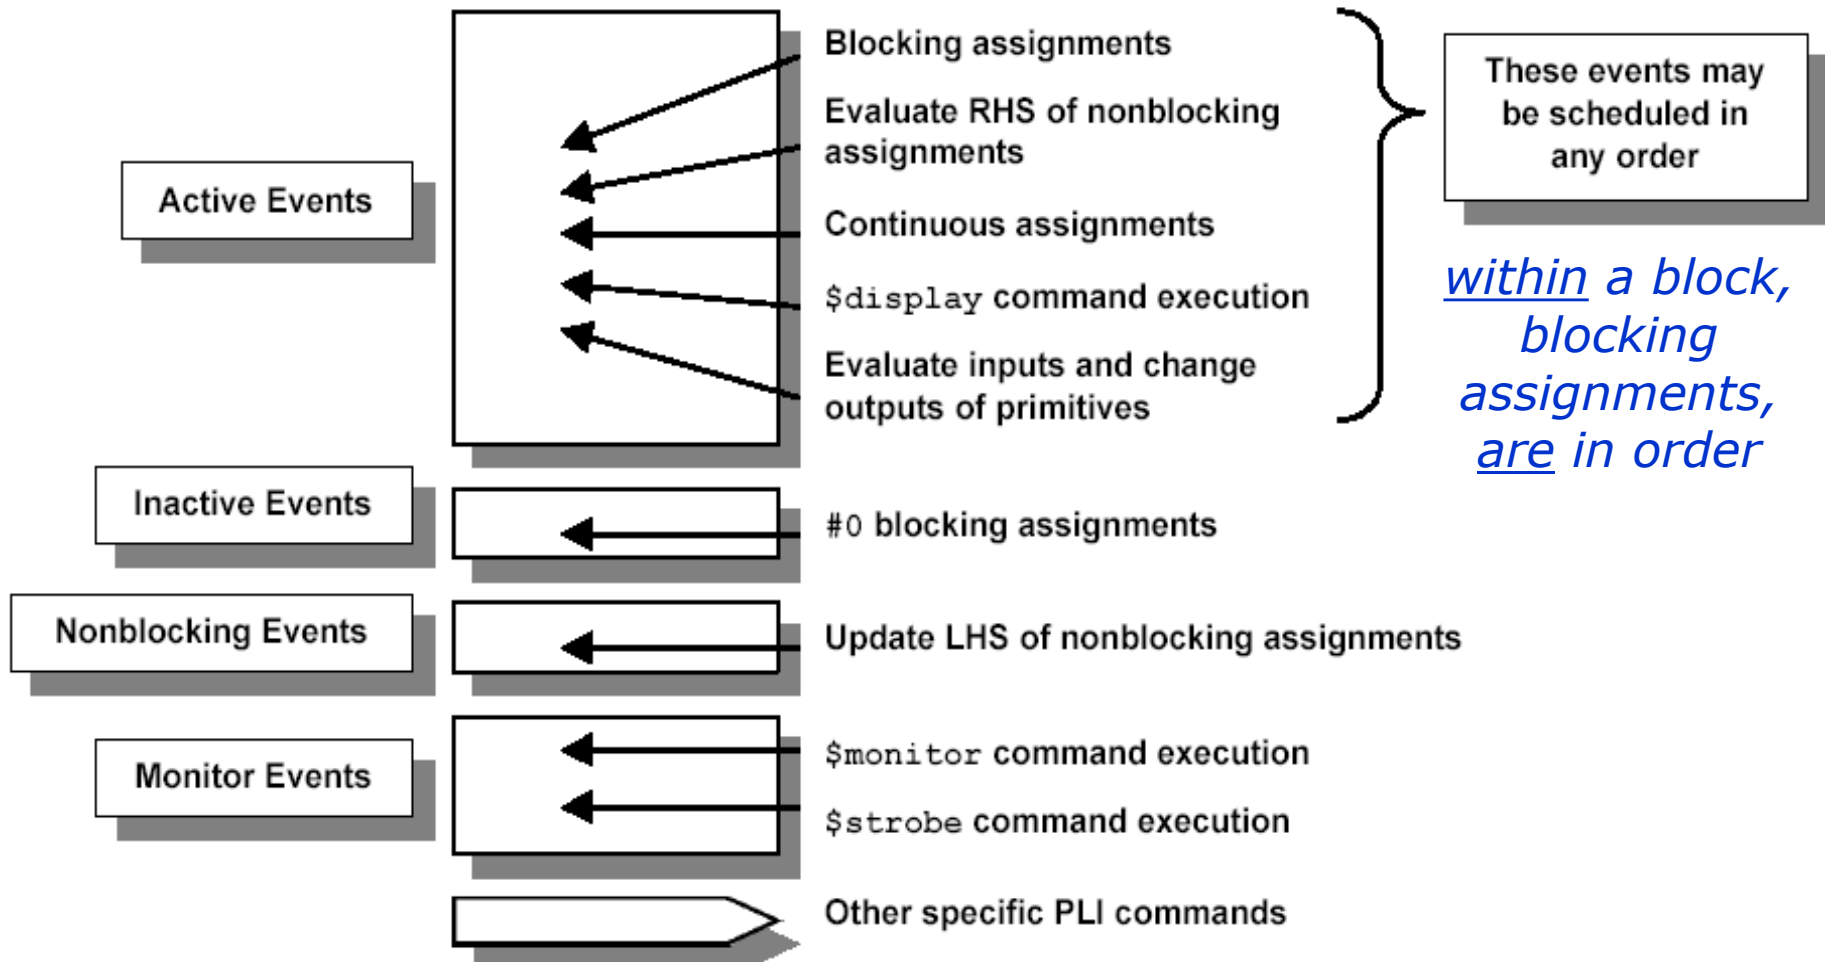 Active Events
Blocking assignments
Evaluate RHS of nonblocking
assignments
Continuous assignments
$display command execution
Evaluate inputs and change
outputs of primitives
These events may
be scheduled in
any order
within a block,
blocking
assignments,
are in order
Inactive Events
#0 blocking assignments
Nonblocking Events
Update LHS of nonblocking assignments
Monitor Events
$monitor command execution
$strobe command execution
Other specific PLI commands